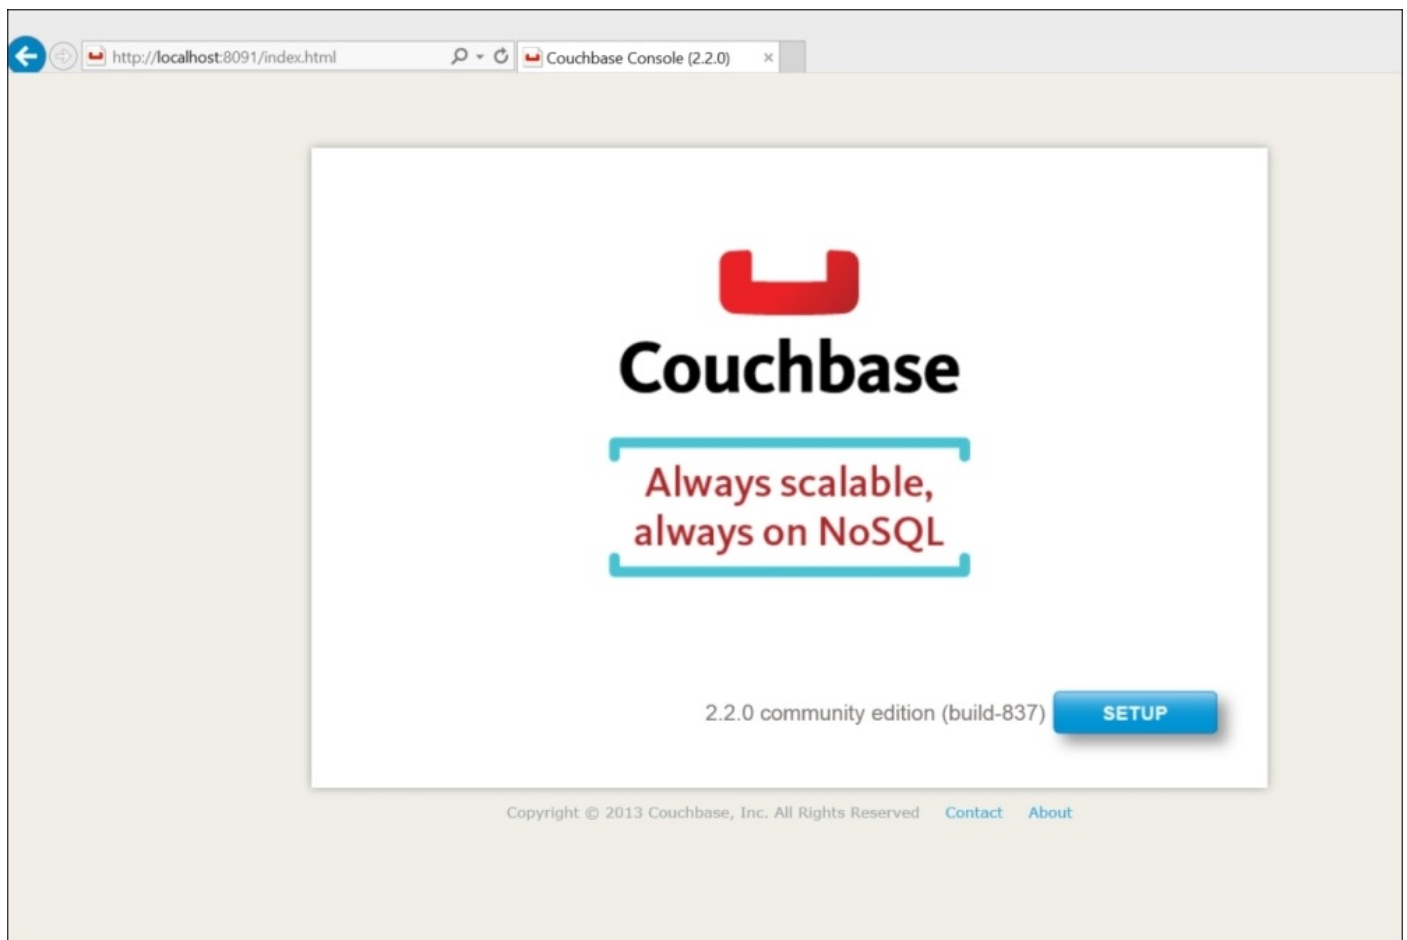 http://localhost:8091/index.html
Couchbase Console (2.2.0)
Couchbase
Always scalable,
always on NoSQL
2.2.0 community edition (build-837)
SETUP
Copyright © 2013 Couchbase, Inc. All Rights Reserved Contact About